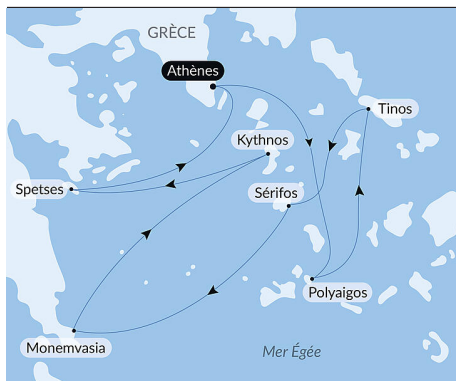 GRÈCE
Athènes
Tinos
Kythnos
Spetses
Sérifos
Polyaigos
Monemvasia
Mer Égée